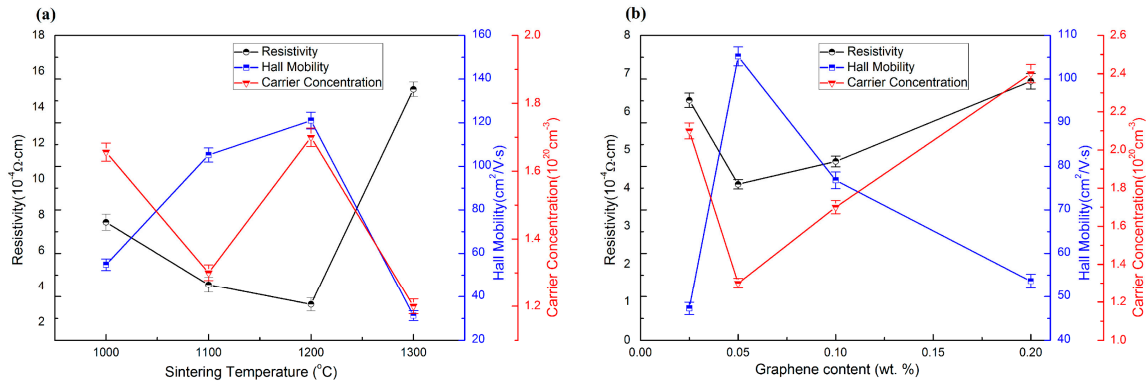 (a)
Resistivity
Hall Mobility
Carrier Concentration
Resistivity(10⁻⁴Ω.cm)
18
16
14
12
10
8
6
4
2
1000 1100 1200 1300
Sintering Temperature (°C)
160
140
120
100
80
60
40
20
Hall Mobility(cm²/V·s)
2.0
1.8
1.6
1.4
1.2
Carrier Concentration(10²⁰cm⁻³)
(b)
Resistivity
Hall Mobility
Carrier Concentration
Resistivity(10⁻⁴Ω.cm)
8
7
6
5
4
3
2
1
0
0.00 0.05 0.10 0.15 0.20
Graphene content (wt. %)
110
100
90
80
70
60
50
40
Hall Mobility(cm²/V·s)
2.6
2.4
2.2
2.0
1.8
1.6
1.4
1.2
1.0
Carrier Concentration(10²⁰cm⁻³)